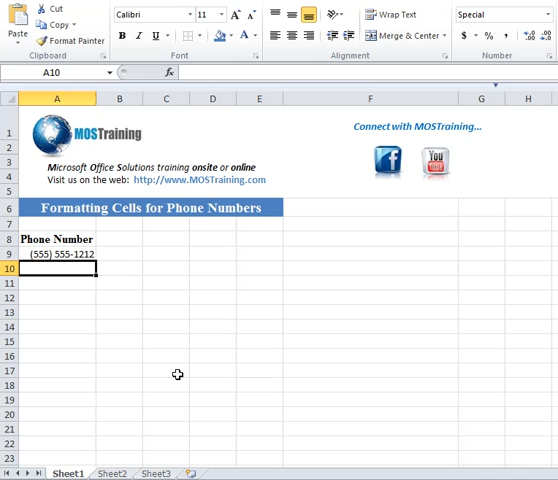 Cut
Calibri 11 A A
Wrap Text
Special
Copy
Paste
Format Painter
B I U A
Merge & Center
$ % ,
Clipboard Font Alignment Number
A10 fx
A B C D E F G H
1
MOSTraining
Connect with MOSTraining...
2
You
Tube
f
3
Microsoft Office Solutions training onsite or online
4
Visit us on the web: http://www.MOSTraining.com
5
6
Formatting Cells for Phone Numbers
7
8
Phone Number
9
(555) 555-1212
10
11
12
13
14
15
16
17
18
19
20
21
22
23
Sheet1 Sheet2 Sheet3